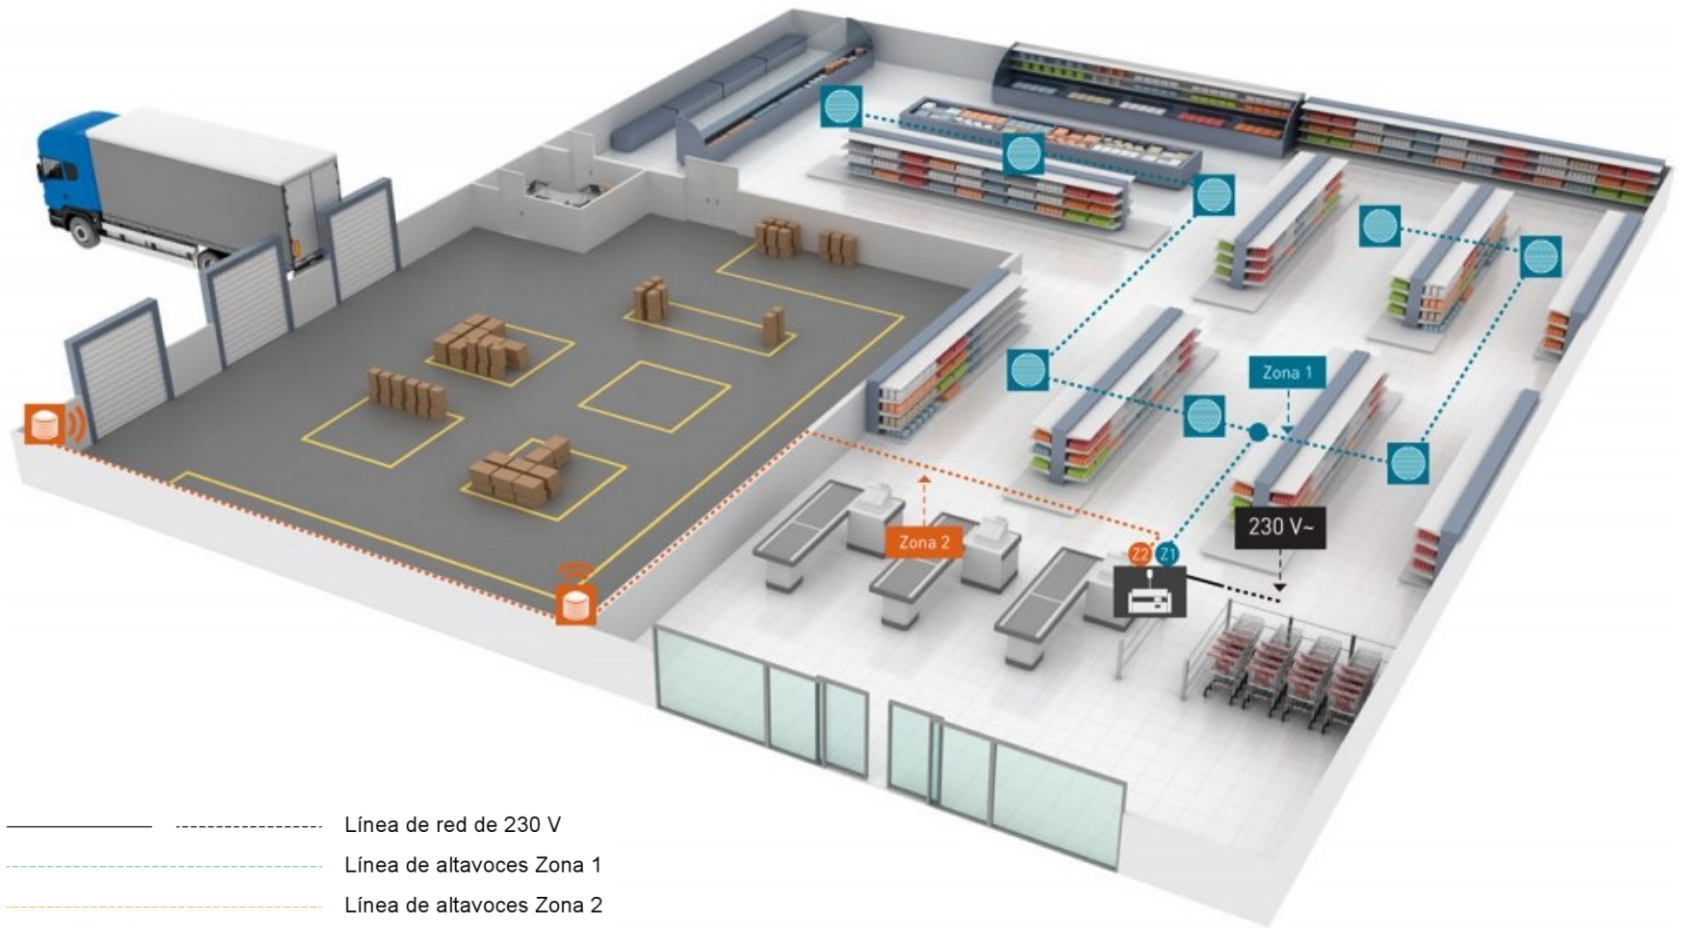 Zona 1
230 V~
Zona 2
Z2
Z1
Línea de red de 230 V
Línea de altavoces Zona 1
Línea de altavoces Zona 2